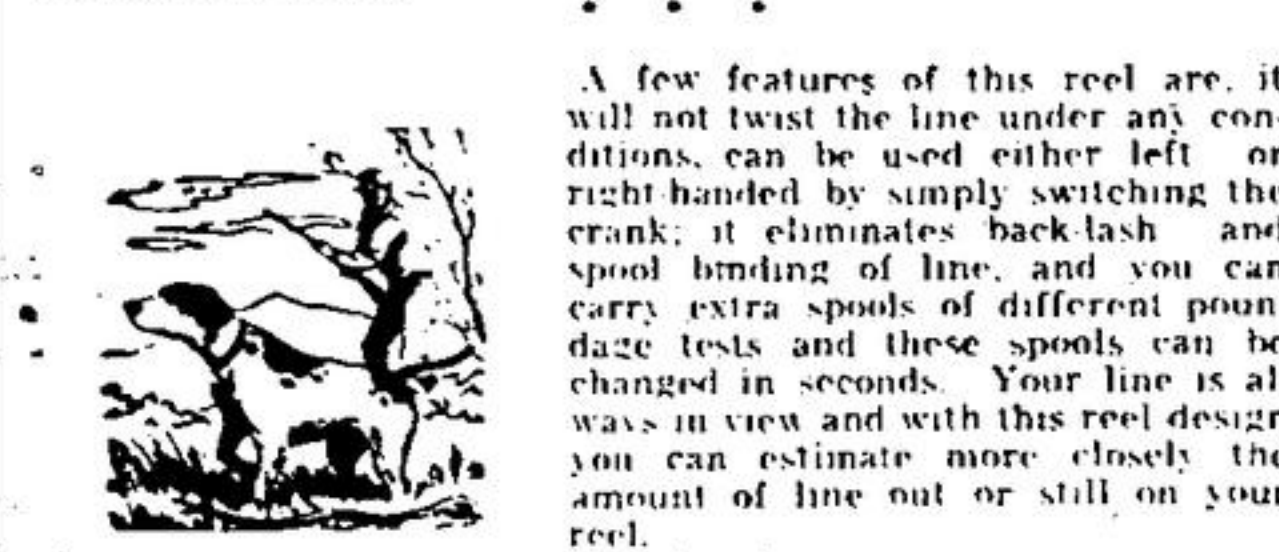 A few features of this reel are, it
will not twist the line under any con-
ditions, can be used either left or
right-handed by simply switching the
crank; it eliminates back-lash and
spool binding of line, and you can
carry extra spools of different poun
dage tests and these spools can be
changed in seconds. Your line is al
ways in view and with this reel design
you can estimate more closely the
amount of line out or still on your
reel.